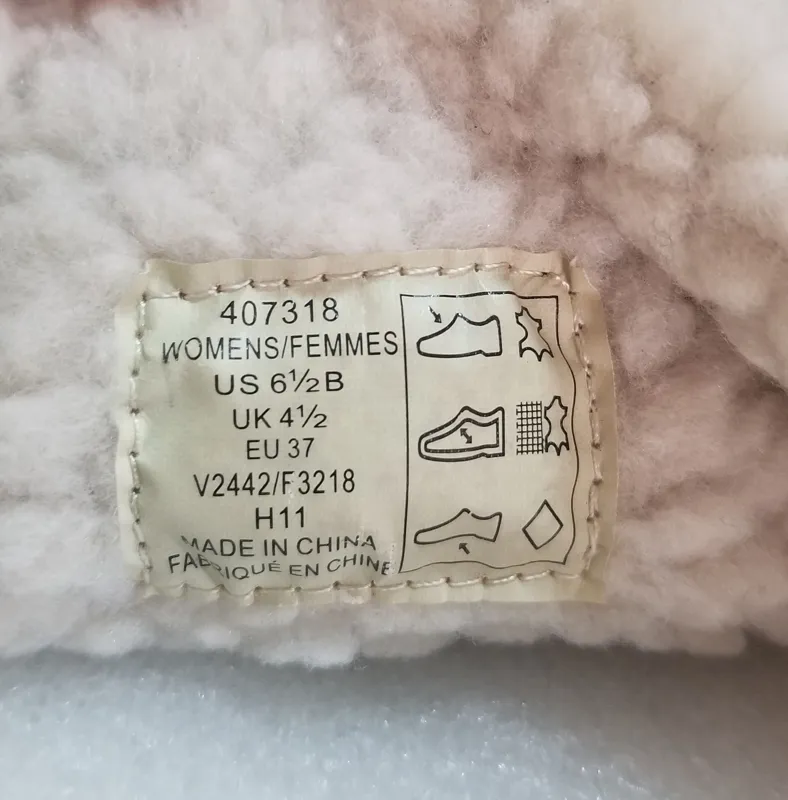 407318
WOMENS/FEMMES
US 6½B
UK 4½
EU 37
V2442/F3218
H11
MADE IN CHINA
FABRIQUÉ EN CHINE